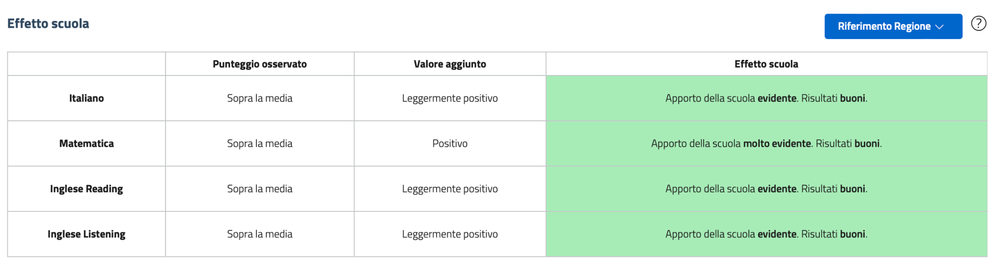 Effetto scuola
Riferimento Regione
?
Punteggio osservato Valore aggiunto Effetto scuola
Italiano Sopra la media Leggermente positivo Apporto della scuola evidente. Risultati buoni.
Matematica Sopra la media Positivo Apporto della scuola molto evidente. Risultati buoni.
Inglese Reading Sopra la media Leggermente positivo Apporto della scuola evidente. Risultati buoni.
Inglese Listening Sopra la media Leggermente positivo Apporto della scuola evidente. Risultati buoni.